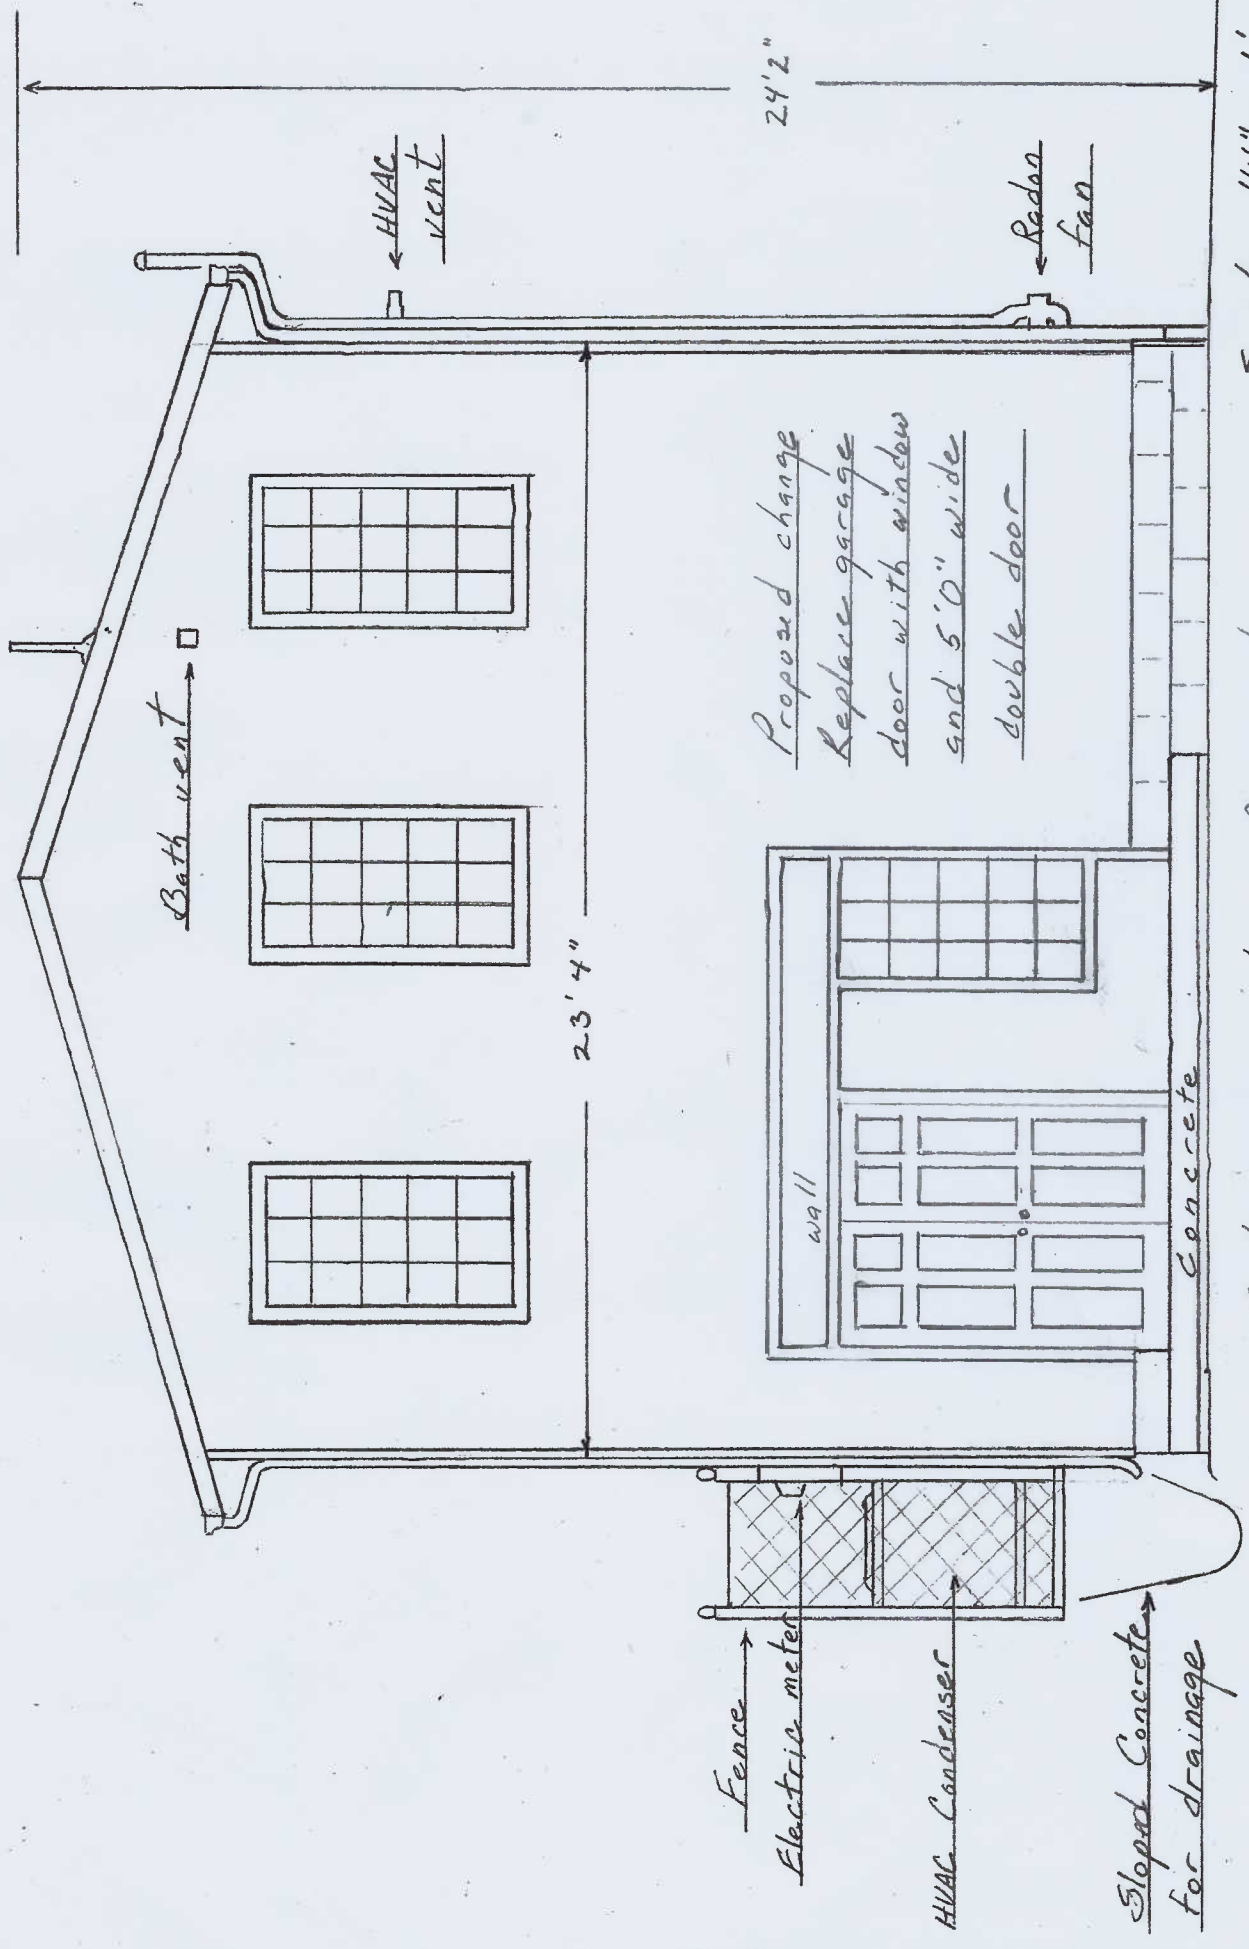 Bath vent
HVAC
vent
24'2"
23'4"
Proposed change
Replace garage
door with window
and 5'0" wide
double door
Radon
fan
wall
Concrete
Fence
Electric meter
HVAC Condenser
Sloped Concrete
for drainage